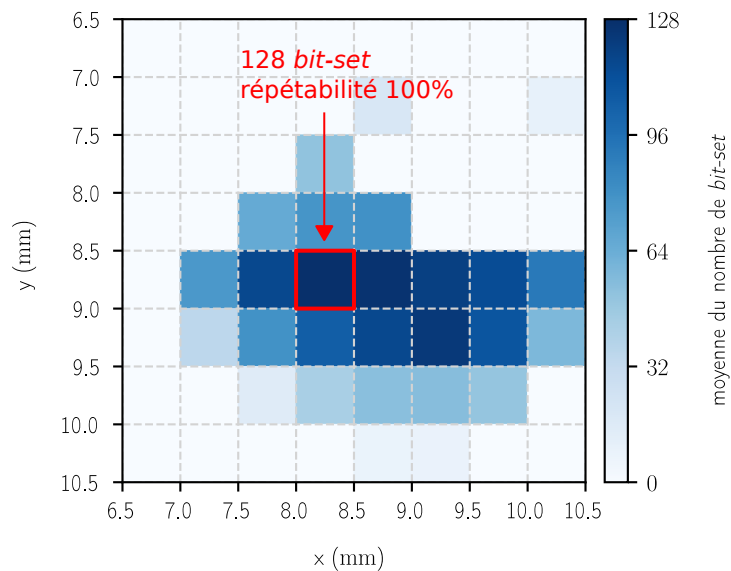 6.5
7.0
7.5
8.0
8.5
9.0
9.5
10.0
10.5
y (mm)
128 bit-set
répétabilité 100%
6.5 7.0 7.5 8.0 8.5 9.0 9.5 10.0 10.5
x (mm)
128
96
64
32
0
moyenne du nombre de bit-set